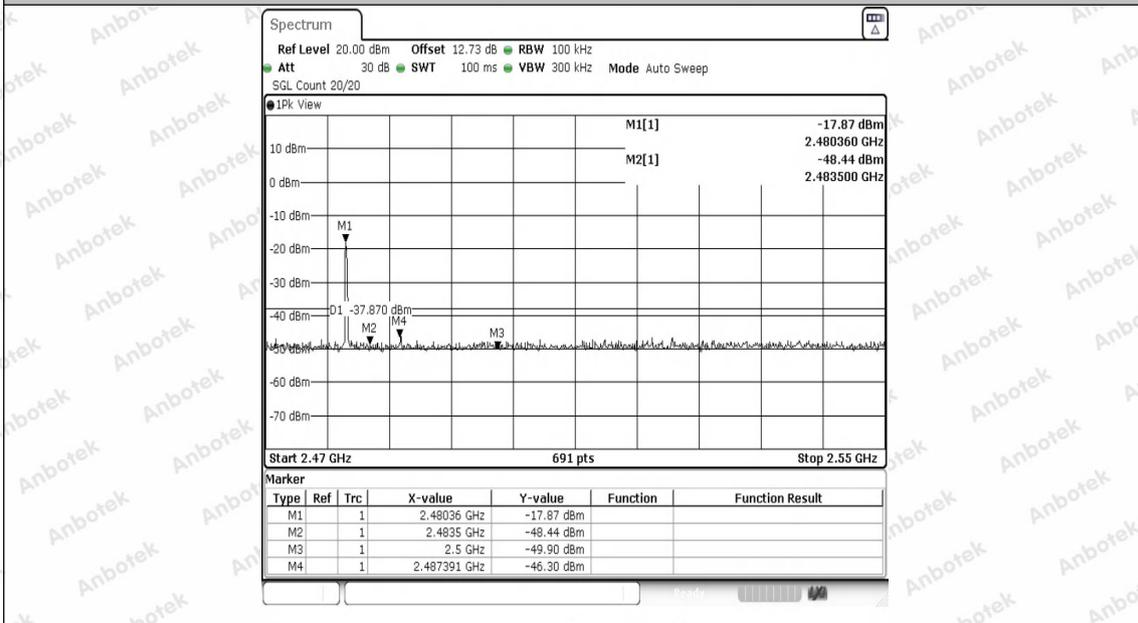 Spectrum
Ref Level 20.00 dBm Offset 12.73 dB RBW 100 kHz
Att 30 dB SWT 100 ms VBW 300 kHz Mode Auto Sweep
SGL Count 20/20
1Pk View
M1[1] -17.87 dBm
2.480360 GHz
M2[1] -48.44 dBm
2.483500 GHz
10 dBm
0 dBm
-10 dBm
M1
-20 dBm
-30 dBm
D1 -37.870 dBm
-40 dBm
M2 M4 M3
-50 dBm
-60 dBm
-70 dBm
Start 2.47 GHz 691 pts Stop 2.55 GHz
Marker
Type Ref Trc X-value Y-value Function Function Result
M1 1 2.48036 GHz -17.87 dBm
M2 1 2.4835 GHz -48.44 dBm
M3 1 2.5 GHz -49.90 dBm
M4 1 2.487391 GHz -46.30 dBm
Ready
Anbotek